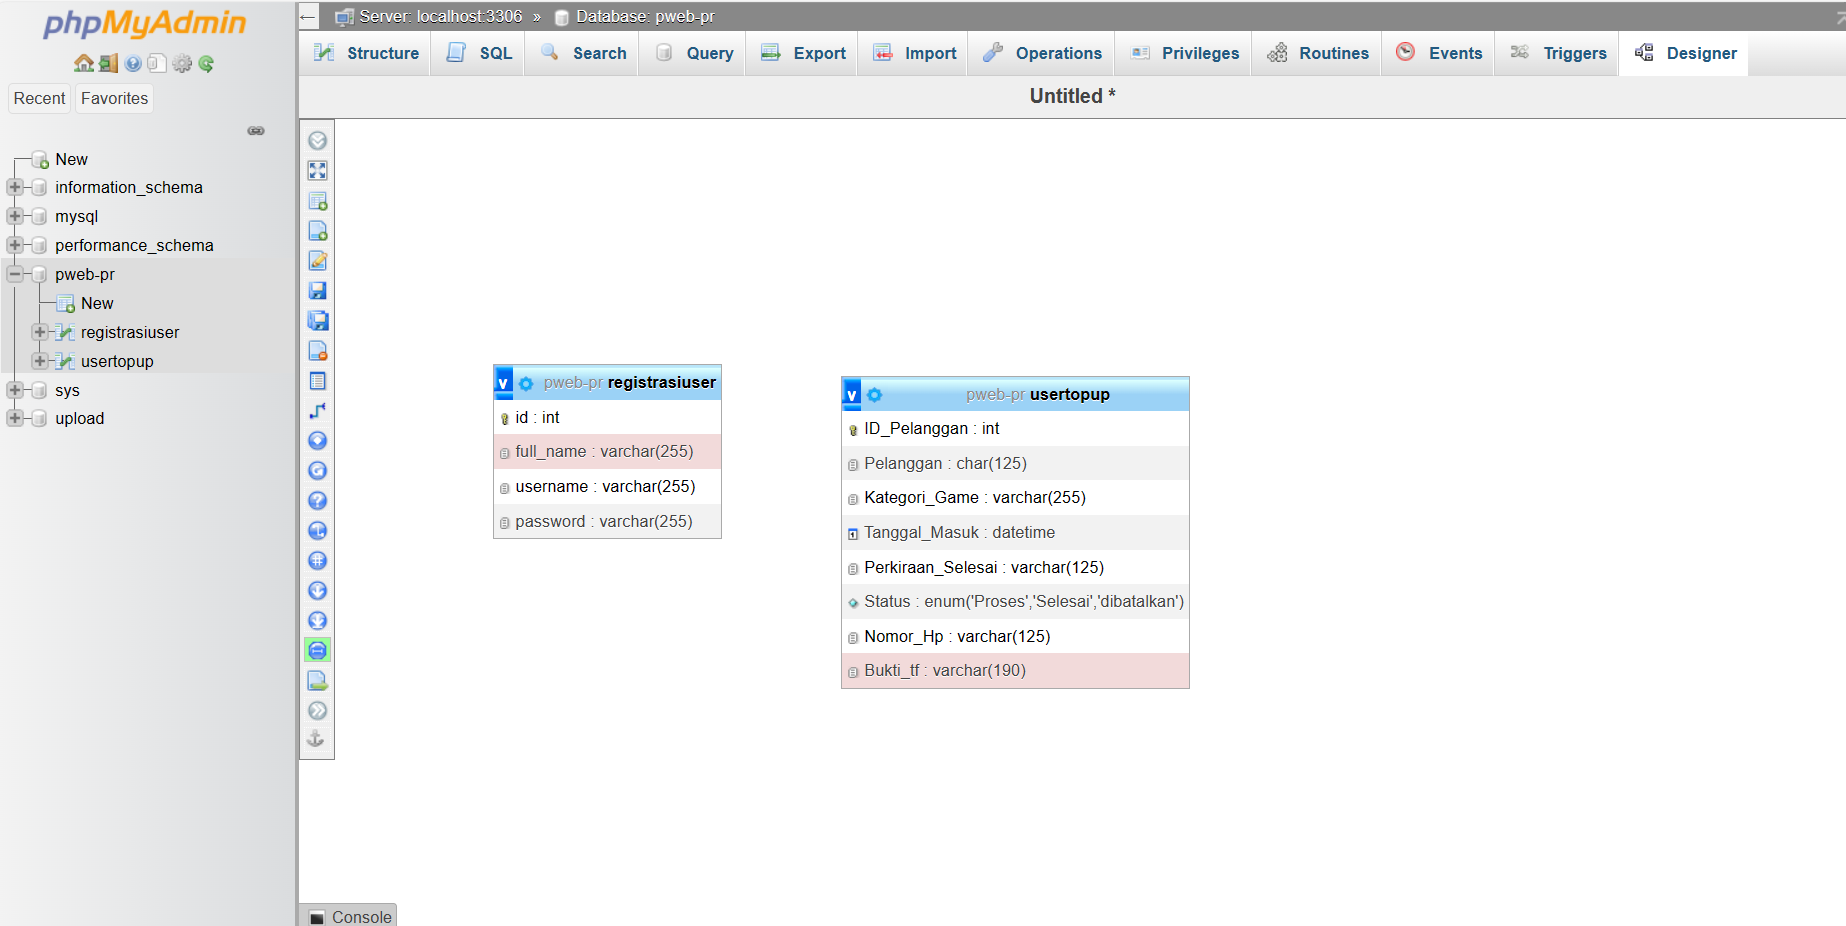 phpMyAdmin
Recent Favorites
New
information_schema
mysql
performance_schema
pweb-pr
New
registrasiuser
usertopup
sys
upload
Server: localhost:3306 » Database: pweb-pr
Structure SQL Search Query Export Import Operations Privileges Routines Events Triggers Designer
Untitled *
v pweb-pr registrasiuser
id : int
full_name : varchar(255)
username : varchar(255)
password : varchar(255)
v pweb-pr usertopup
ID_Pelanggan : int
Pelanggan : char(125)
Kategori_Game : varchar(255)
Tanggal_Masuk : datetime
Perkiraan_Selesai : varchar(125)
Status : enum('Proses','Selesai','dibatalkan')
Nomor_Hp : varchar(125)
Bukti_tf : varchar(190)
Console